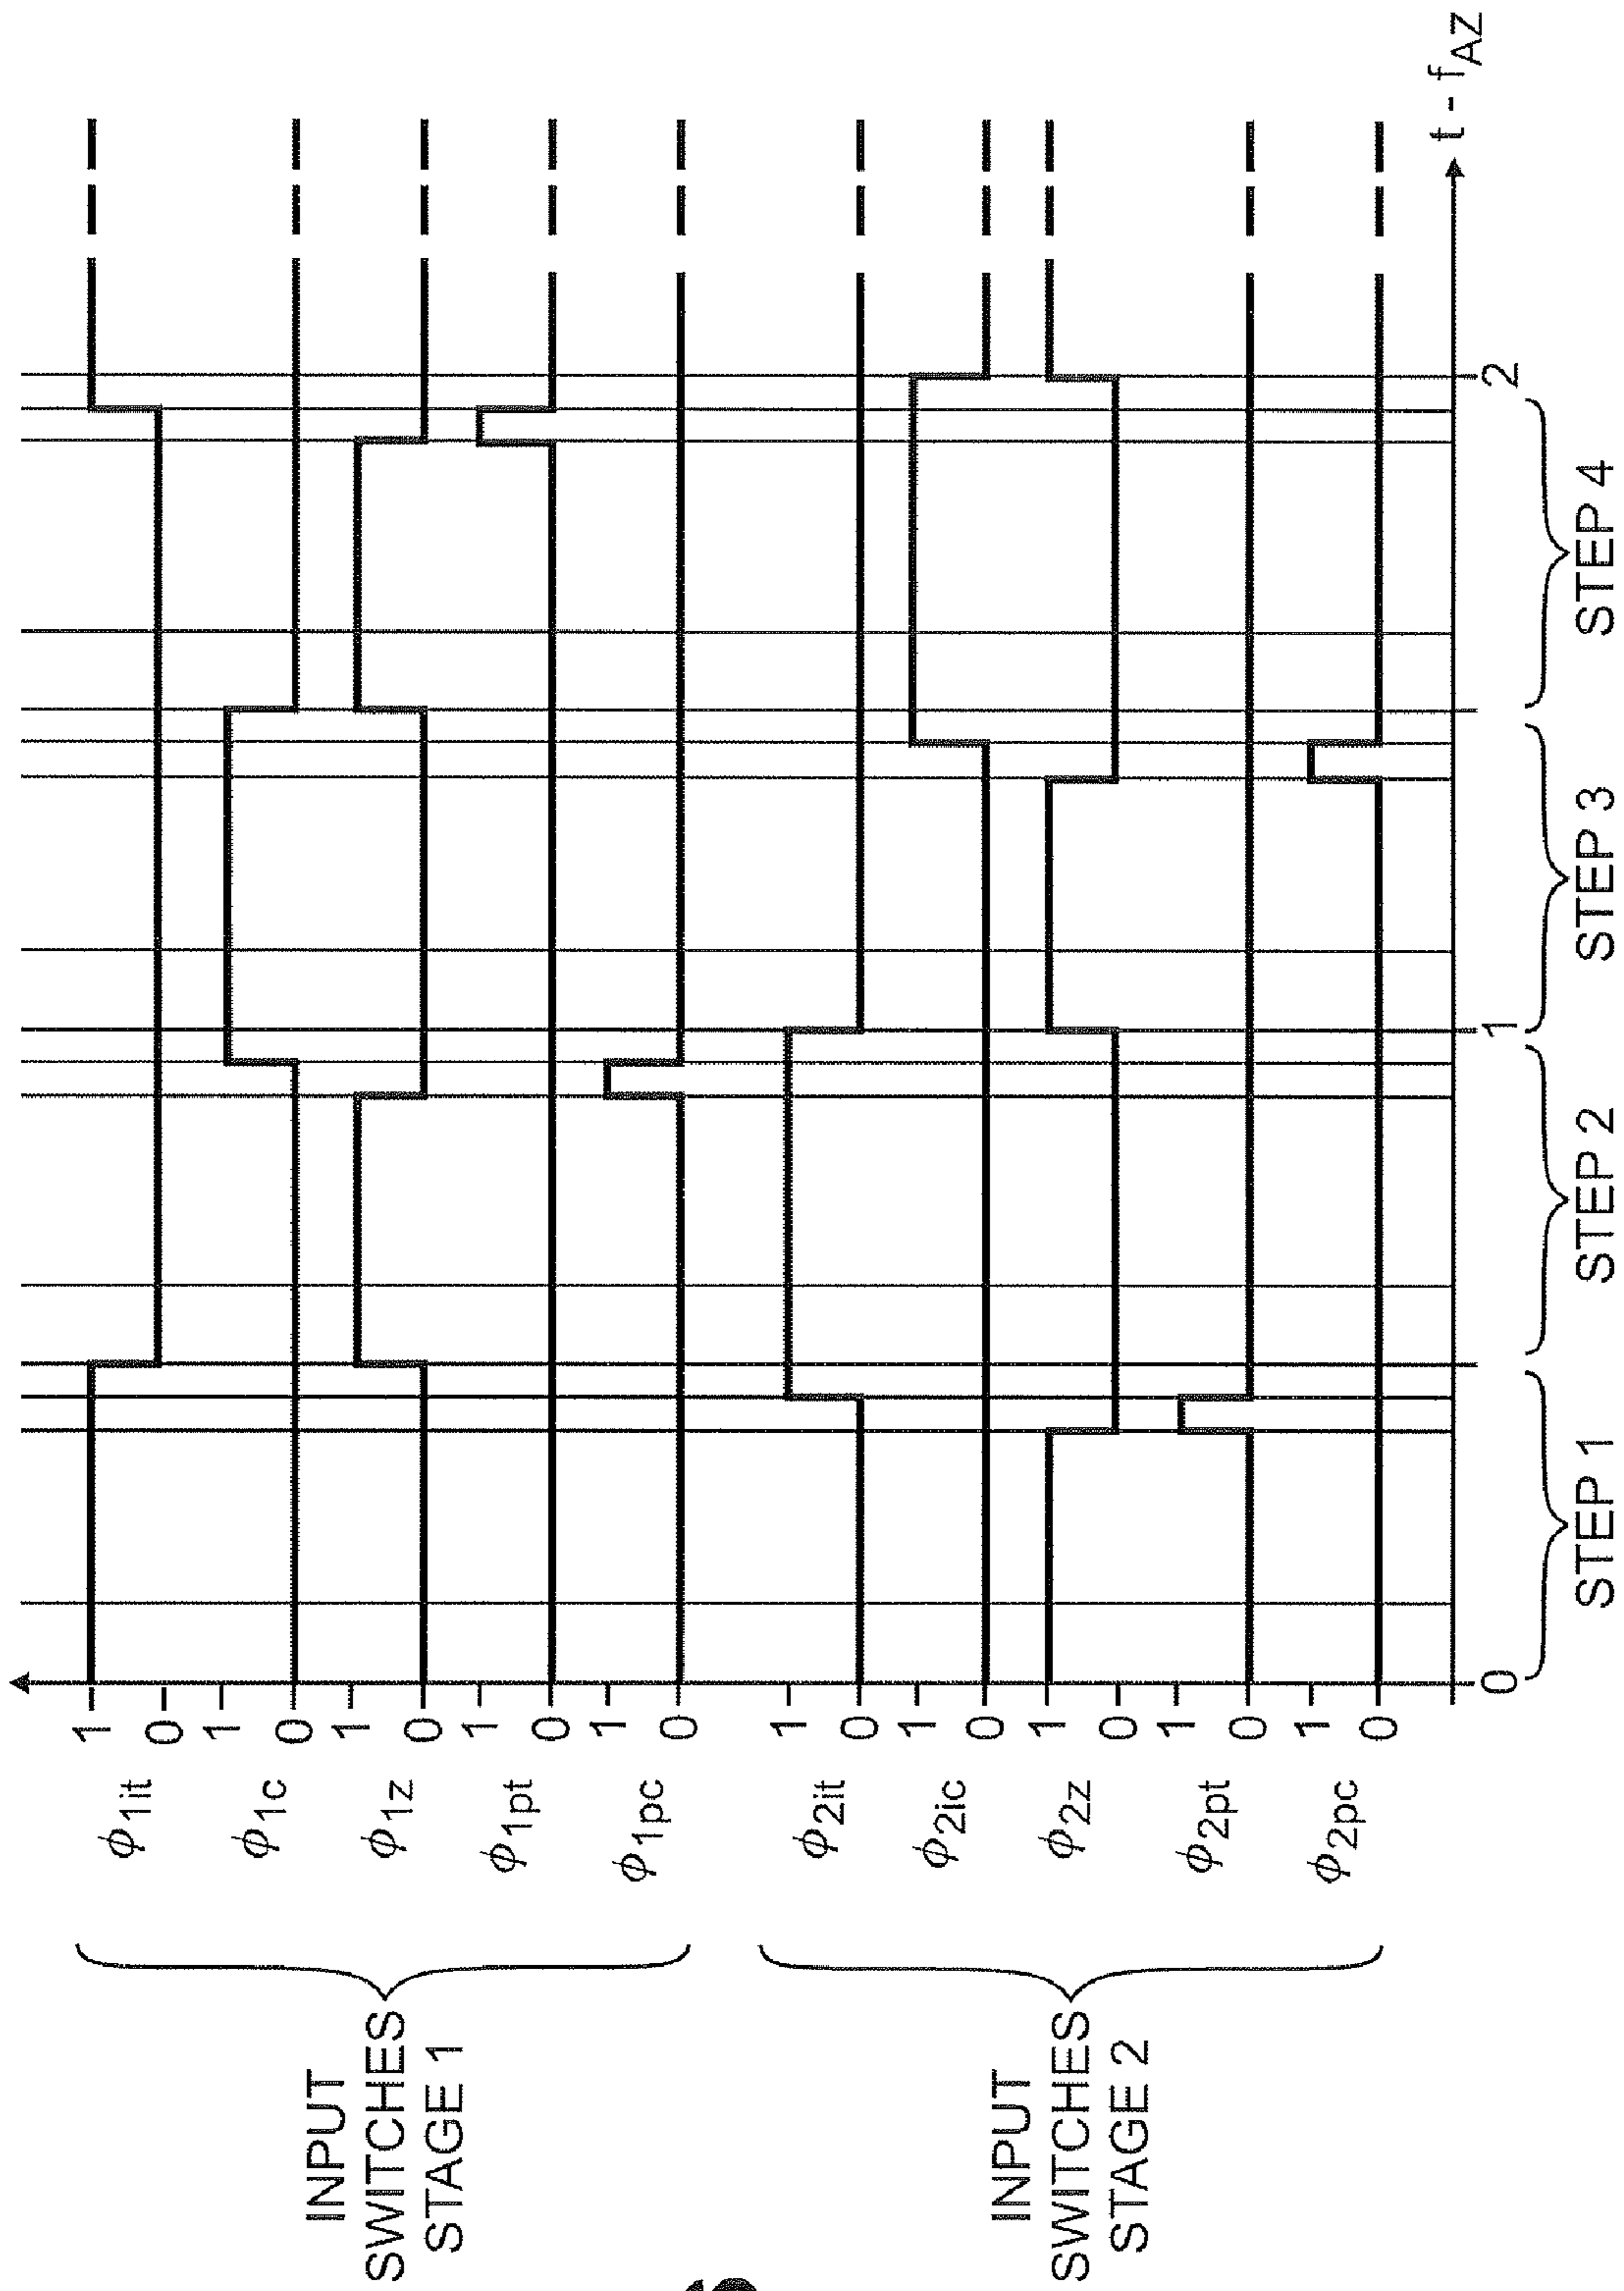 INPUT
SWITCHES
STAGE 1
ϕ1it 1
0
ϕ1c 1
0
ϕ1z 1
0
ϕ1pt 1
0
ϕ1pc 1
0
INPUT
SWITCHES
STAGE 2
ϕ2it 1
0
ϕ2ic 1
0
ϕ2z 1
0
ϕ2pt 1
0
ϕ2pc 1
0
0 1 2 t - fAZ
STEP 1 STEP 2 STEP 3 STEP 4